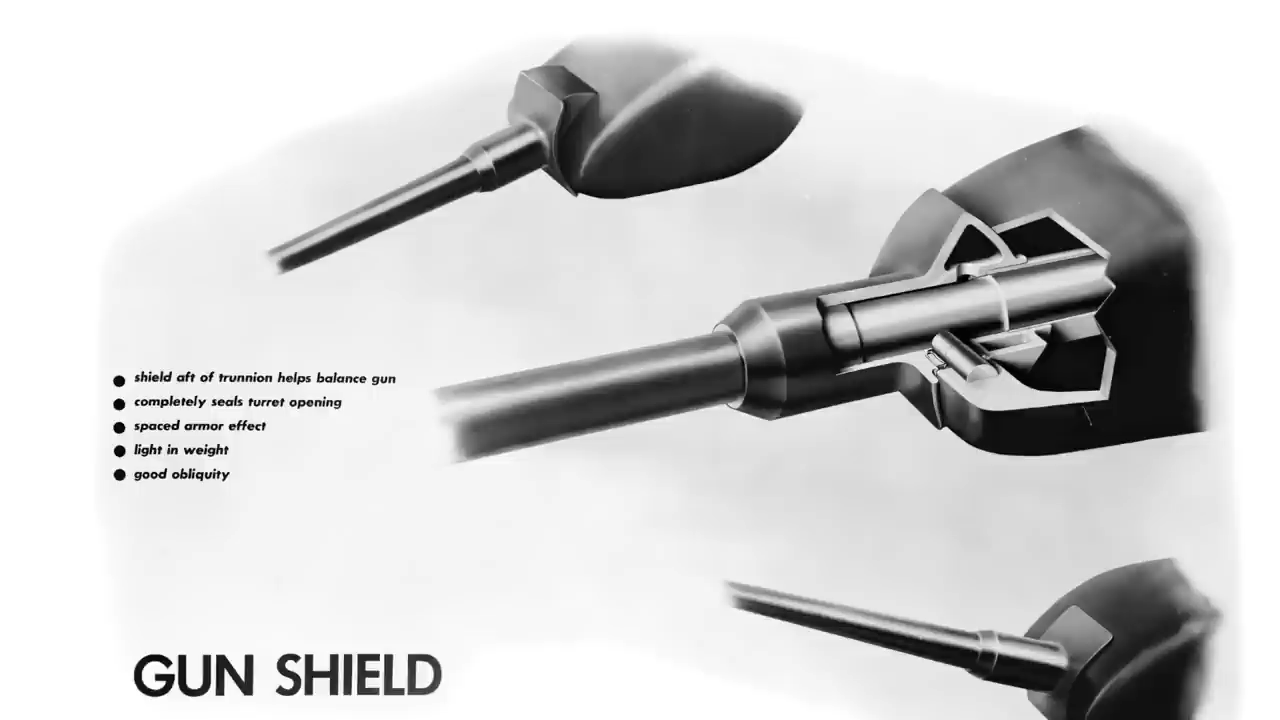 shield aft of trunnion helps balance gun
completely seals turret opening
spaced armor effect
light in weight
good obliquity
GUN SHIELD